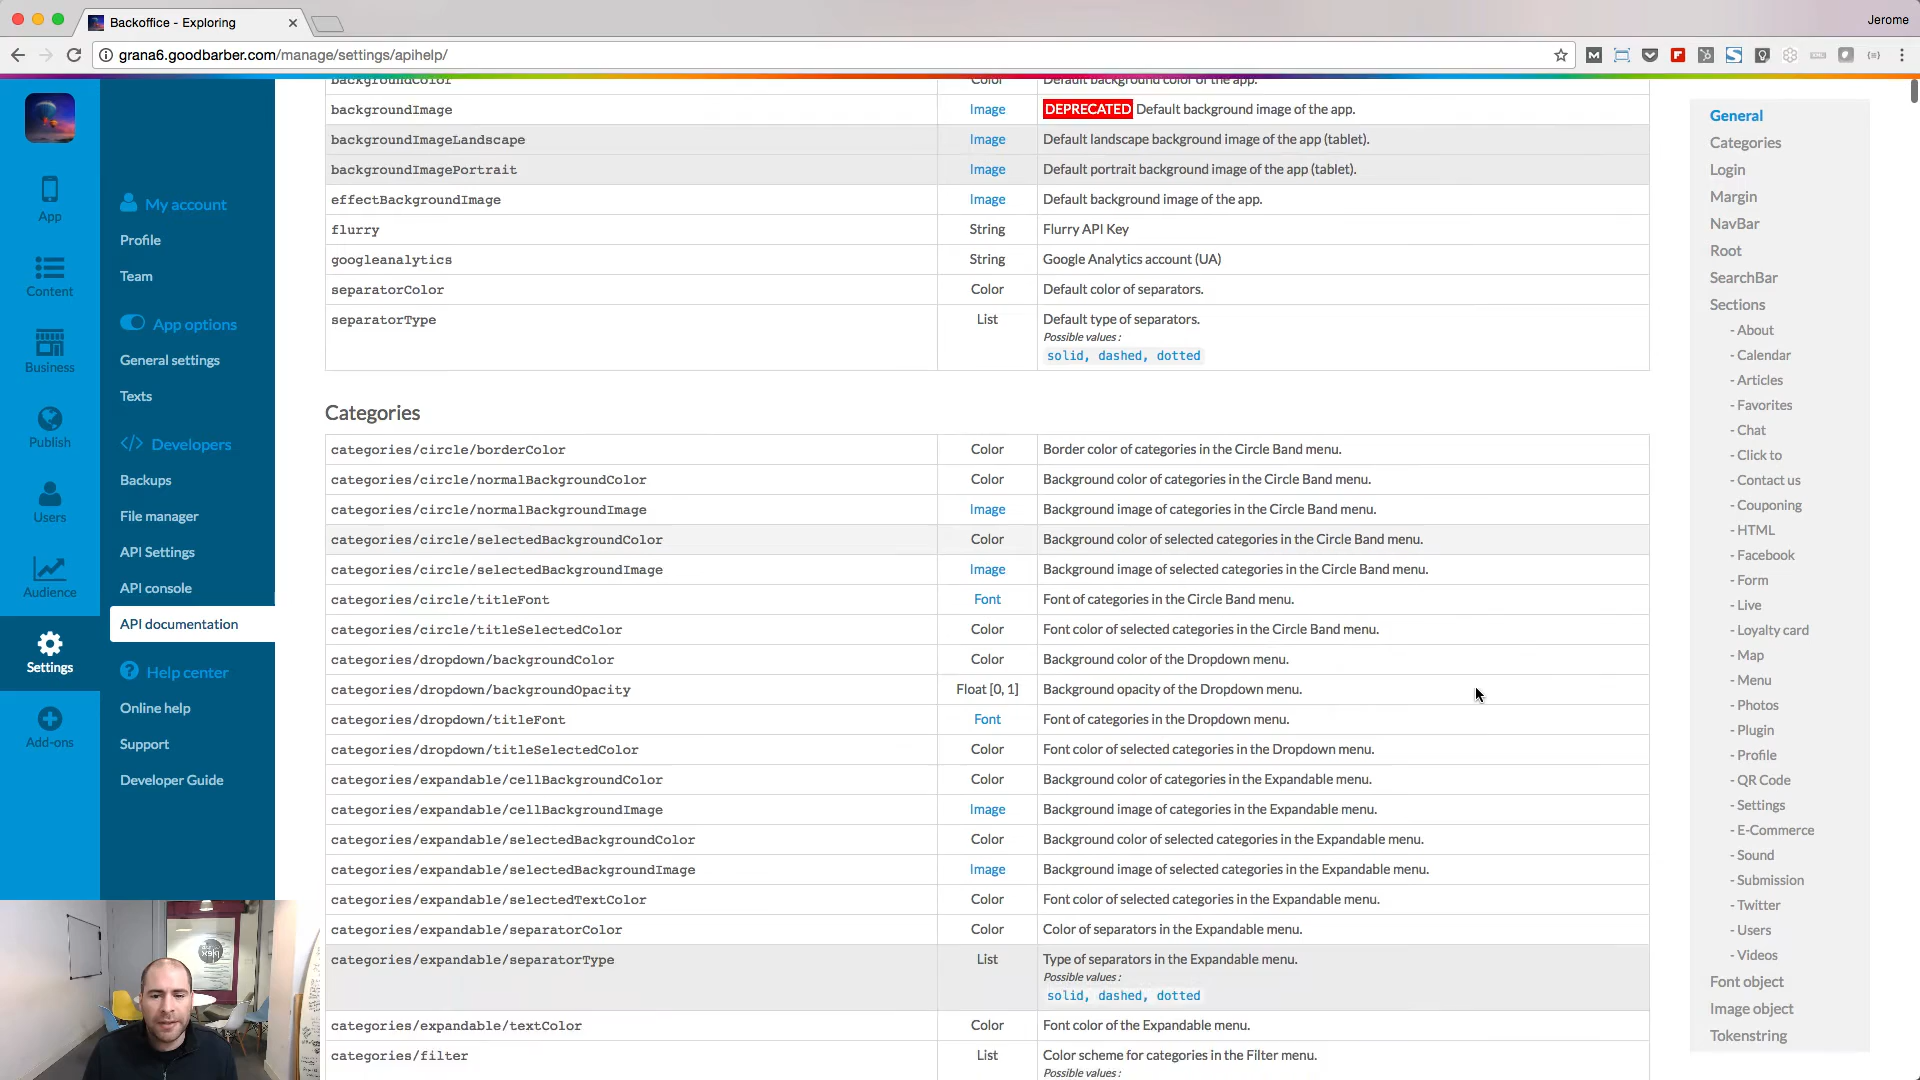 Backoffice - Exploring
Jerome
grana6.goodbarber.com/manage/settings/apihelp/
App
Content
Business
Publish
Users
Audience
Settings
Add-ons
My account
Profile
Team
App options
General settings
Texts
</> Developers
Backups
File manager
API Settings
API console
API documentation
Help center
Online help
Support
Developer Guide
backgroundColor Color Default background color of the app.
backgroundImage Image DEPRECATED Default background image of the app.
backgroundImageLandscape Image Default landscape background image of the app (tablet).
backgroundImagePortrait Image Default portrait background image of the app (tablet).
effectBackgroundImage Image Default background image of the app.
flurry String Flurry API Key
googleanalytics String Google Analytics account (UA)
separatorColor Color Default color of separators.
separatorType List Default type of separators.
Possible values :
solid, dashed, dotted
Categories
categories/circle/borderColor Color Border color of categories in the Circle Band menu.
categories/circle/normalBackgroundColor Color Background color of categories in the Circle Band menu.
categories/circle/normalBackgroundImage Image Background image of categories in the Circle Band menu.
categories/circle/selectedBackgroundColor Color Background color of selected categories in the Circle Band menu.
categories/circle/selectedBackgroundImage Image Background image of selected categories in the Circle Band menu.
categories/circle/titleFont Font Font of categories in the Circle Band menu.
categories/circle/titleSelectedColor Color Font color of selected categories in the Circle Band menu.
categories/dropdown/backgroundColor Color Background color of the Dropdown menu.
categories/dropdown/backgroundOpacity Float [0, 1] Background opacity of the Dropdown menu.
categories/dropdown/titleFont Font Font of categories in the Dropdown menu.
categories/dropdown/titleSelectedColor Color Font color of selected categories in the Dropdown menu.
categories/expandable/cellBackgroundColor Color Background color of categories in the Expandable menu.
categories/expandable/cellBackgroundImage Image Background image of categories in the Expandable menu.
categories/expandable/selectedBackgroundColor Color Background color of selected categories in the Expandable menu.
categories/expandable/selectedBackgroundImage Image Background image of selected categories in the Expandable menu.
categories/expandable/selectedTextColor Color Font color of selected categories in the Expandable menu.
categories/expandable/separatorColor Color Color of separators in the Expandable menu.
categories/expandable/separatorType List Type of separators in the Expandable menu.
Possible values :
solid, dashed, dotted
categories/expandable/textColor Color Font color of the Expandable menu.
categories/filter List Color scheme for categories in the Filter menu.
Possible values :
General
Categories
Login
Margin
NavBar
Root
SearchBar
Sections
- About
- Calendar
- Articles
- Favorites
- Chat
- Click to
- Contact us
- Couponing
- HTML
- Facebook
- Form
- Live
- Loyalty card
- Map
- Menu
- Photos
- Plugin
- Profile
- QR Code
- Settings
- E-Commerce
- Sound
- Submission
- Twitter
- Users
- Videos
Font object
Image object
Tokenstring
plex